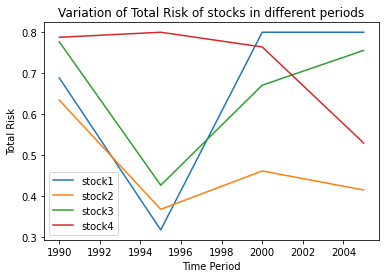 Variation of Total Risk of stocks in different periods
Total Risk
0.8
0.7
0.6
0.5
0.4
0.3
stock1
stock2
stock3
stock4
1990 1992 1994 1996 1998 2000 2002 2004
Time Period